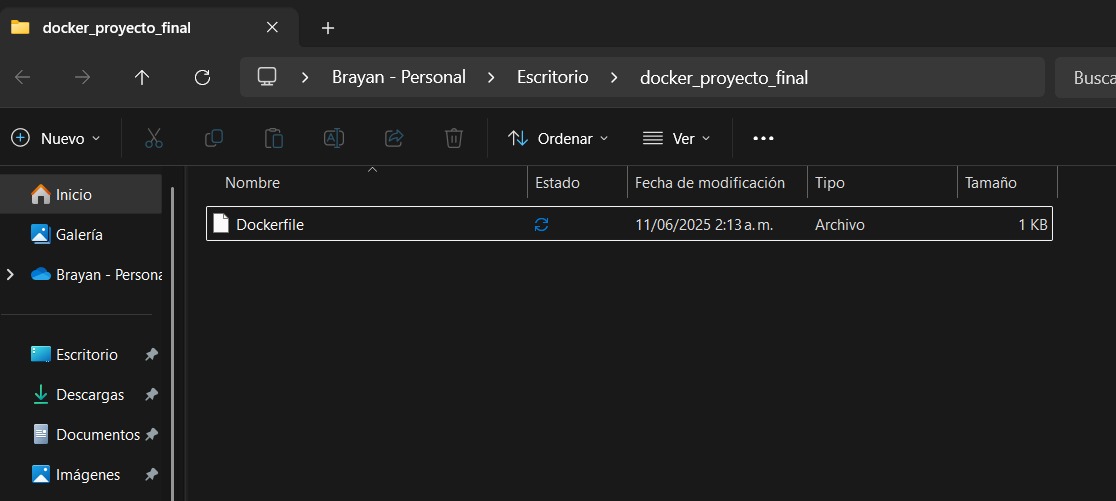 docker_proyecto_final
Brayan - Personal > Escritorio > docker_proyecto_final
Busca
Nuevo
Ordenar
Ver
Nombre Estado Fecha de modificación Tipo Tamaño
Dockerfile 11/06/2025 2:13 a. m. Archivo 1 KB
Inicio
Galería
Brayan - Persona
Escritorio
Descargas
Documentos
Imágenes